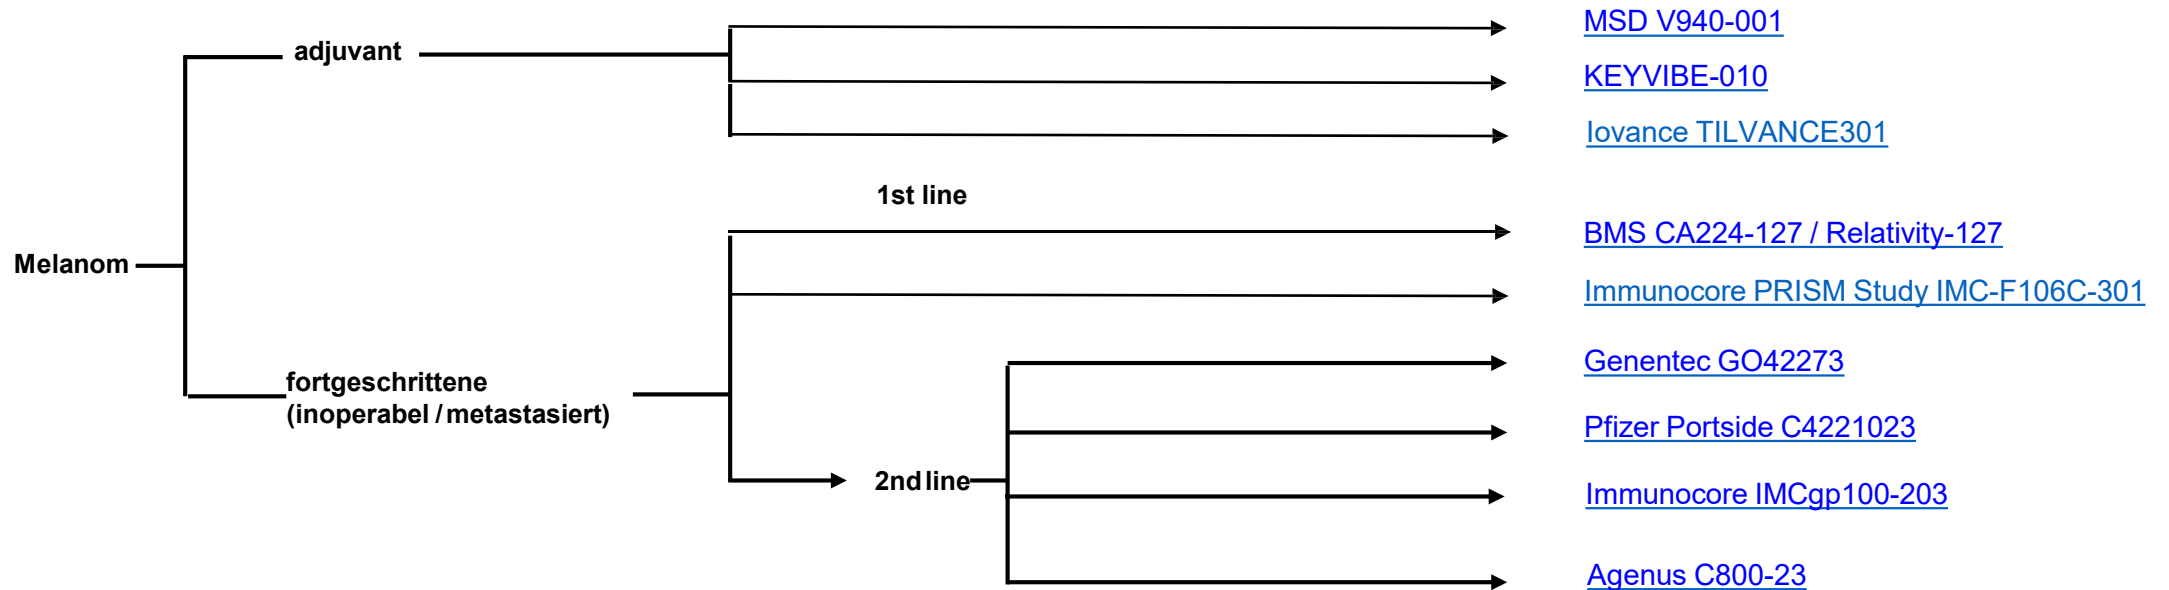 MSD V940-001
adjuvant
KEYVIBE-010
Iovance TILVANCE301
1st line
BMS CA224-127 / Relativity-127
Melanom
Immunocore PRISM Study IMC-F106C-301
Genentec GO42273
fortgeschrittene
(inoperabel / metastasiert)
Pfizer Portside C4221023
2nd line
Immunocore IMCgp100-203
Agenus C800-23